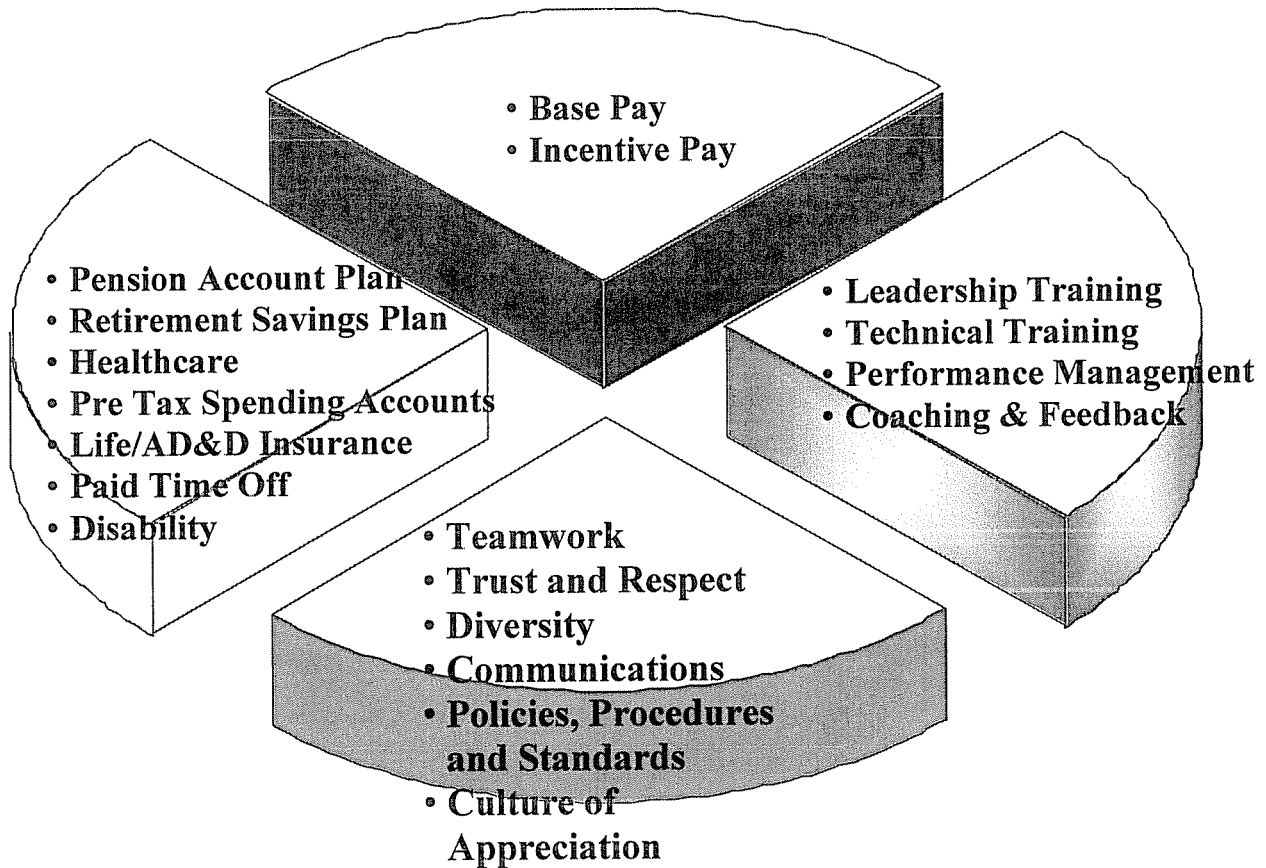 • Base Pay
• Incentive Pay
• Pension Account Plan
• Retirement Savings Plan
• Healthcare
• Pre Tax Spending Accounts
• Life/AD&D Insurance
• Paid Time Off
• Disability
• Leadership Training
• Technical Training
• Performance Management
• Coaching & Feedback
• Teamwork
• Trust and Respect
• Diversity
• Communications
• Policies, Procedures
and Standards
• Culture of
Appreciation